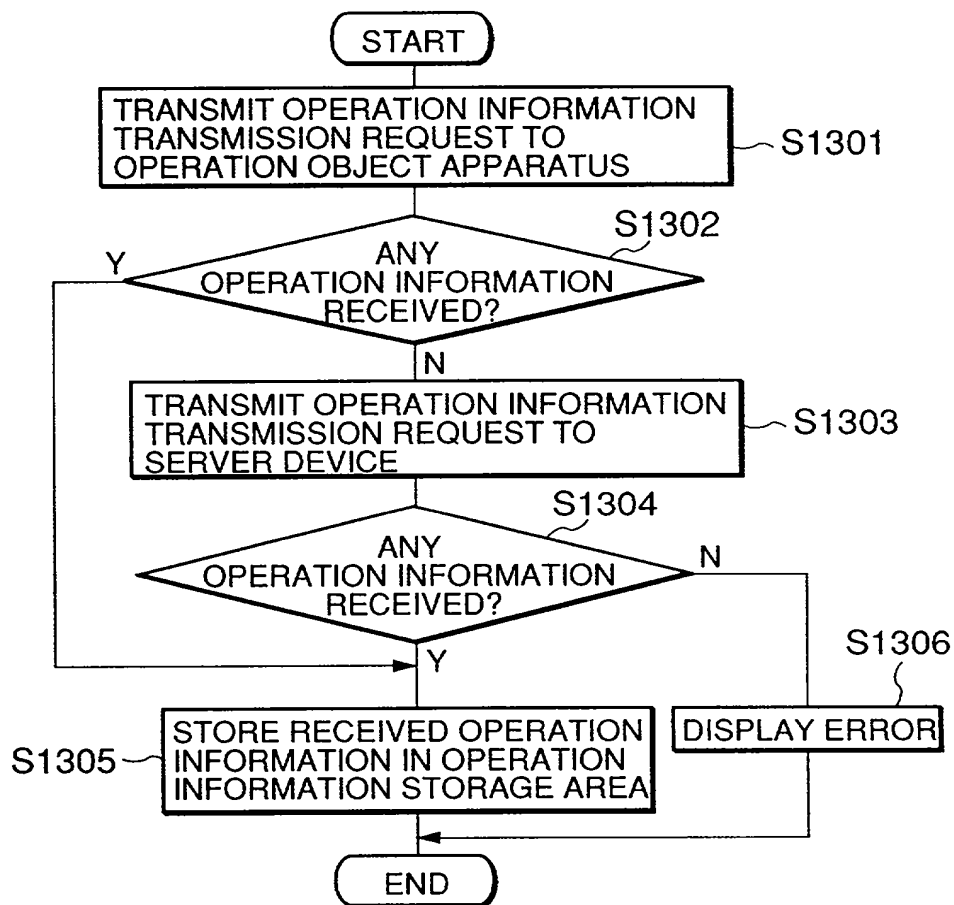 START
TRANSMIT OPERATION INFORMATION
TRANSMISSION REQUEST TO
OPERATION OBJECT APPARATUS
S1301
S1302
Y
ANY
OPERATION INFORMATION
RECEIVED?
N
TRANSMIT OPERATION INFORMATION
TRANSMISSION REQUEST TO
SERVER DEVICE
S1303
S1304
ANY
OPERATION INFORMATION
RECEIVED?
N
Y
S1306
STORE RECEIVED OPERATION
INFORMATION IN OPERATION
INFORMATION STORAGE AREA
S1305
DISPLAY ERROR
END